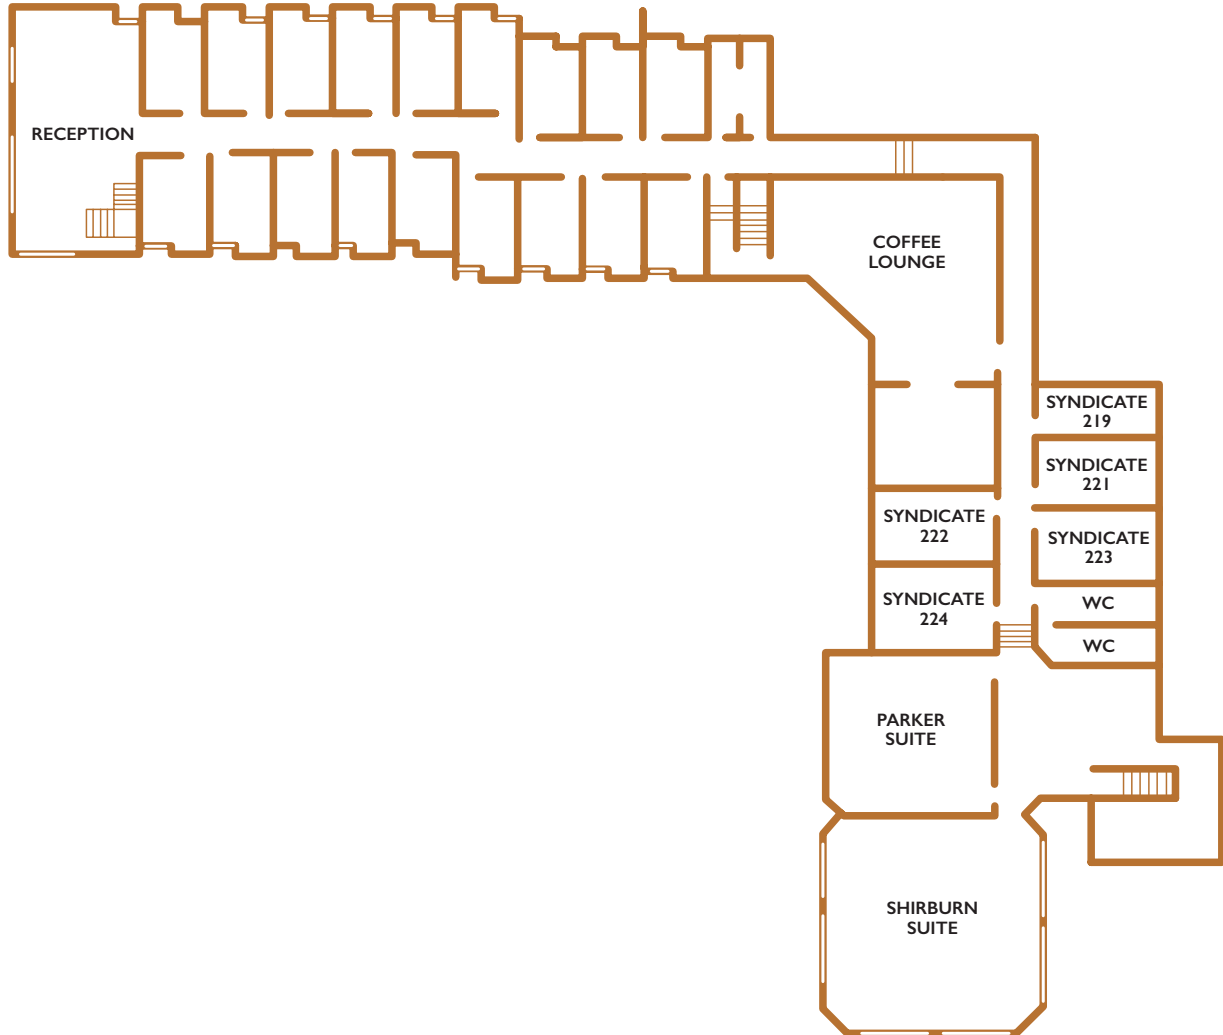 RECEPTION
COFFEE
LOUNGE
SYNDICATE
219
SYNDICATE
221
SYNDICATE
222
SYNDICATE
223
SYNDICATE
224
WC
WC
PARKER
SUITE
SHIRBURN
SUITE